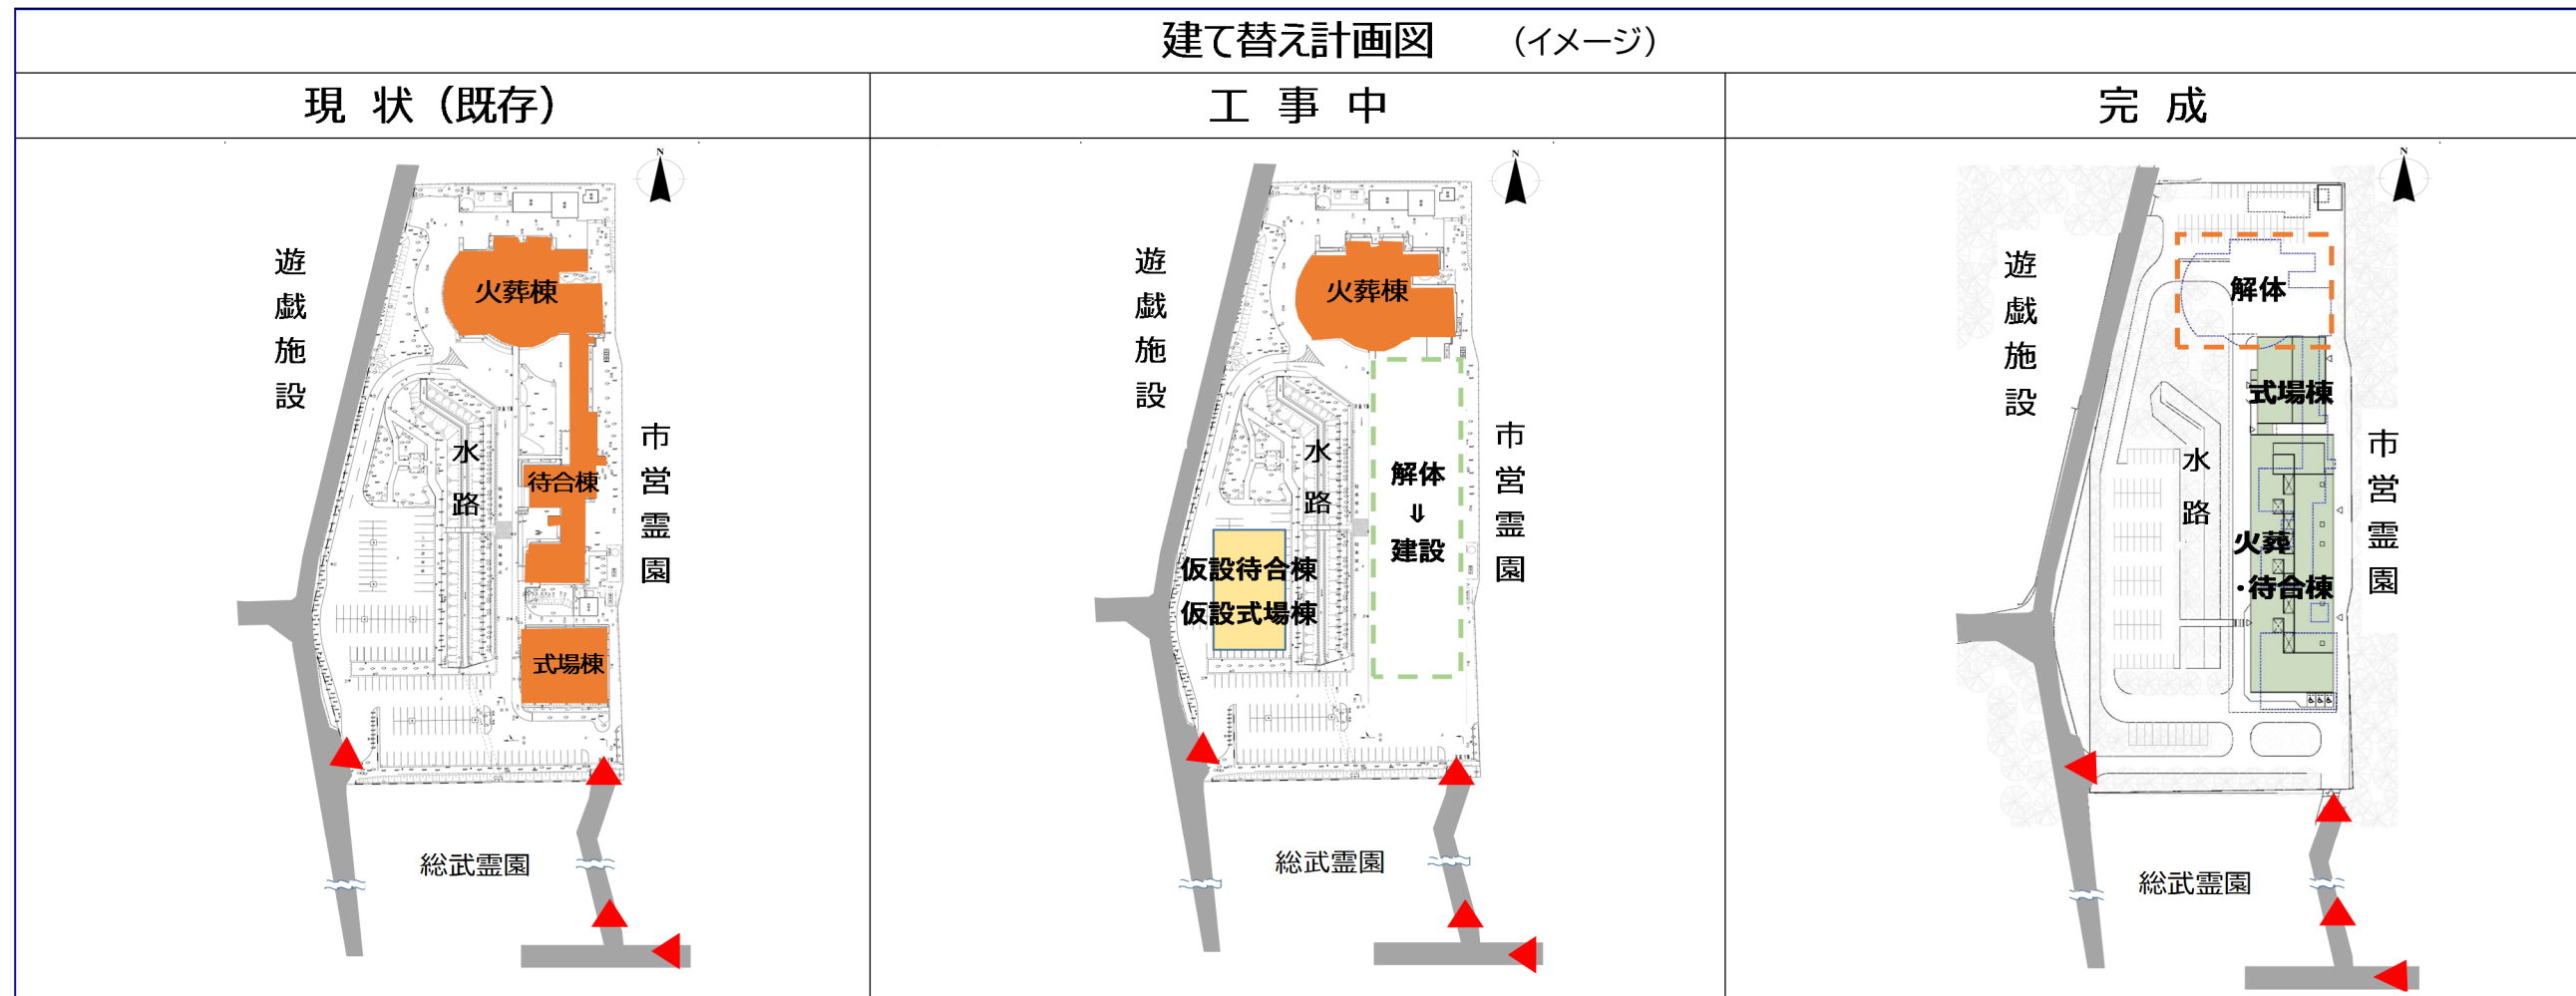 建て替え計画図 （イメージ）
現 状（既存）
工 事 中
完 成
N
遊戯施設
火葬棟
水路
待合棟
市営霊園
式場棟
総武霊園
N
遊戯施設
火葬棟
水路
解体
⇓
建設
市営霊園
仮設待合棟
仮設式場棟
総武霊園
N
遊戯施設
解体
式場棟
水路
市営霊園
火葬
・待合棟
総武霊園